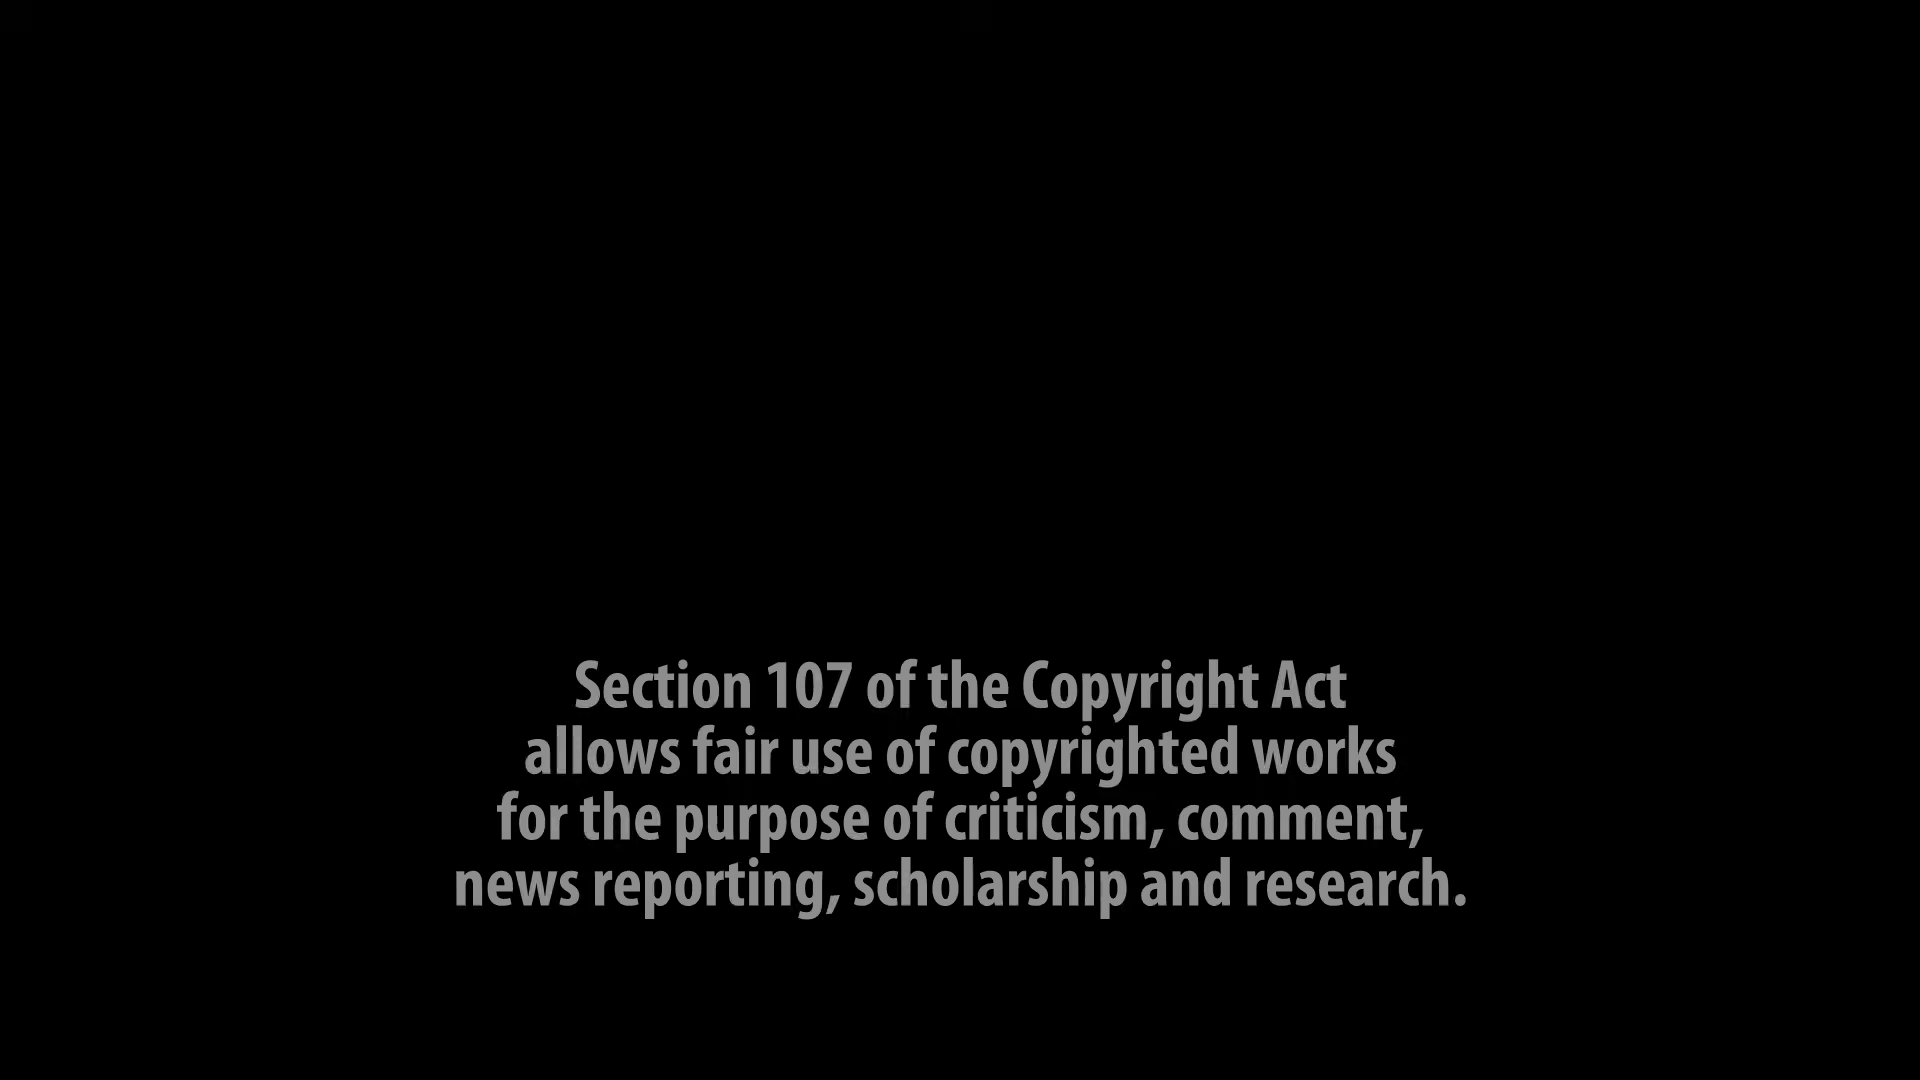 Section 107 of the Copyright Act
allows fair use of copyrighted works
for the purpose of criticism, comment,
news reporting, scholarship and research.